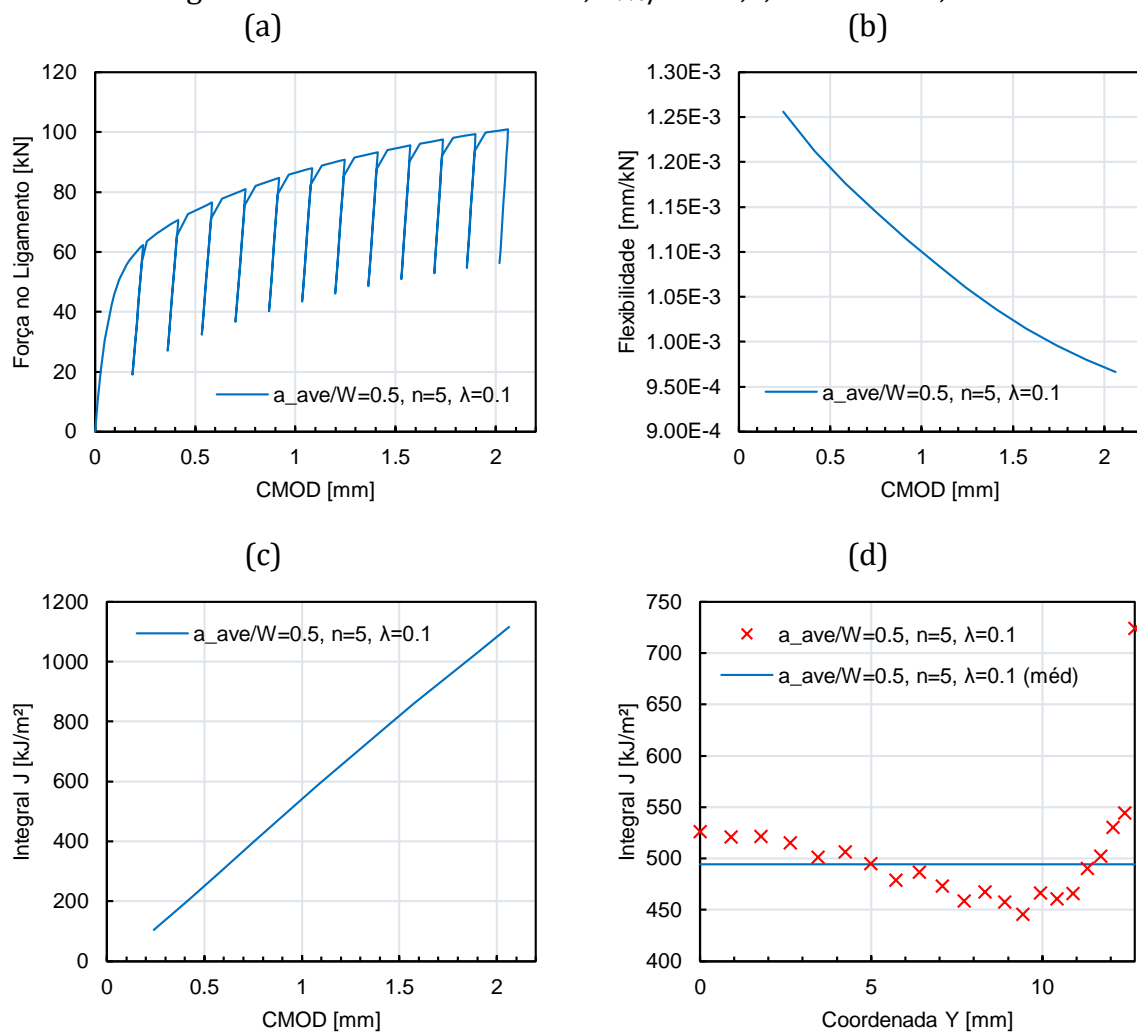 (a)
120
100
80
60
40
20
0
0
0.5
1
1.5
2
Força no Ligamento [kN]
CMOD [mm]
a_ave/W=0.5, n=5, λ=0.1
(b)
1.30E-3
1.25E-3
1.20E-3
1.15E-3
1.10E-3
1.05E-3
1.00E-3
9.50E-4
9.00E-4
0
0.5
1
1.5
2
Flexibilidade [mm/kN]
CMOD [mm]
a_ave/W=0.5, n=5, λ=0.1
(c)
1200
1000
800
600
400
200
0
0
0.5
1
1.5
2
Integral J [kJ/m²]
CMOD [mm]
a_ave/W=0.5, n=5, λ=0.1
(d)
750
700
650
600
550
500
450
400
0
5
10
Integral J [kJ/m²]
Coordenada Y [mm]
a_ave/W=0.5, n=5, λ=0.1
a_ave/W=0.5, n=5, λ=0.1 (méd)